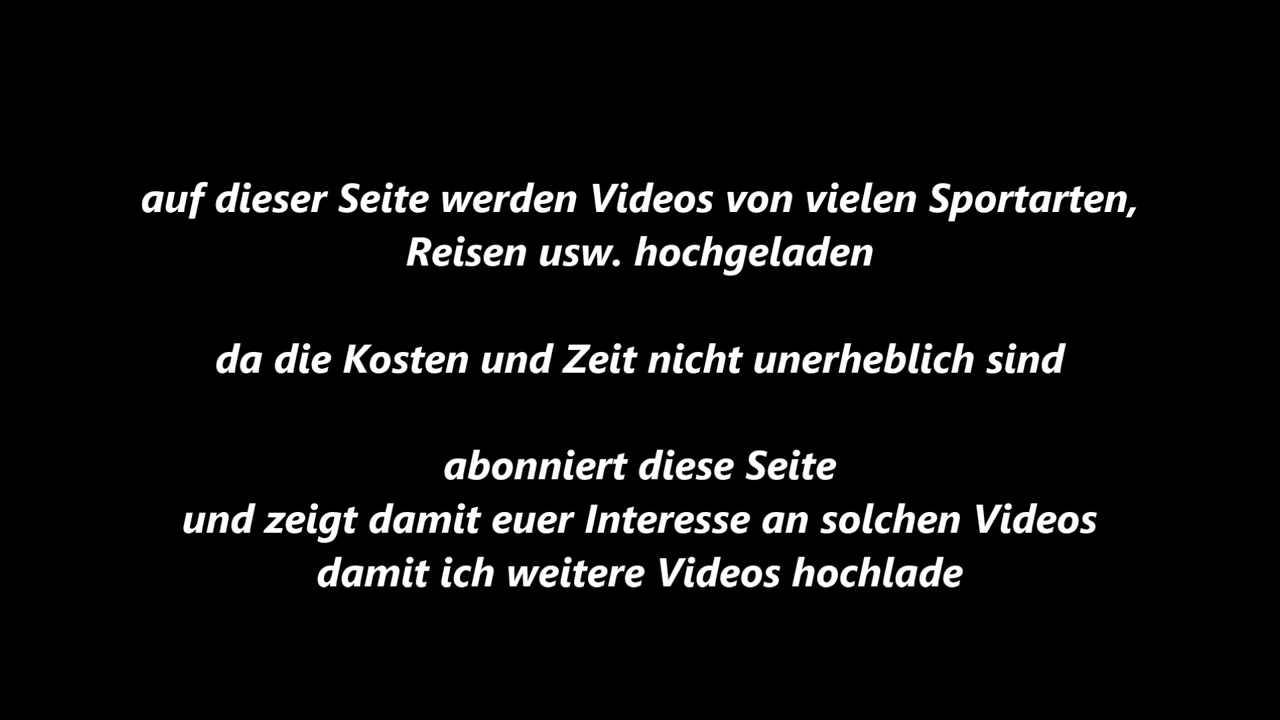 auf dieser Seite werden Videos von vielen Sportarten,
Reisen usw. hochgeladen
da die Kosten und Zeit nicht unerheblich sind
abonniert diese Seite
und zeigt damit euer Interesse an solchen Videos
damit ich weitere Videos hochlade